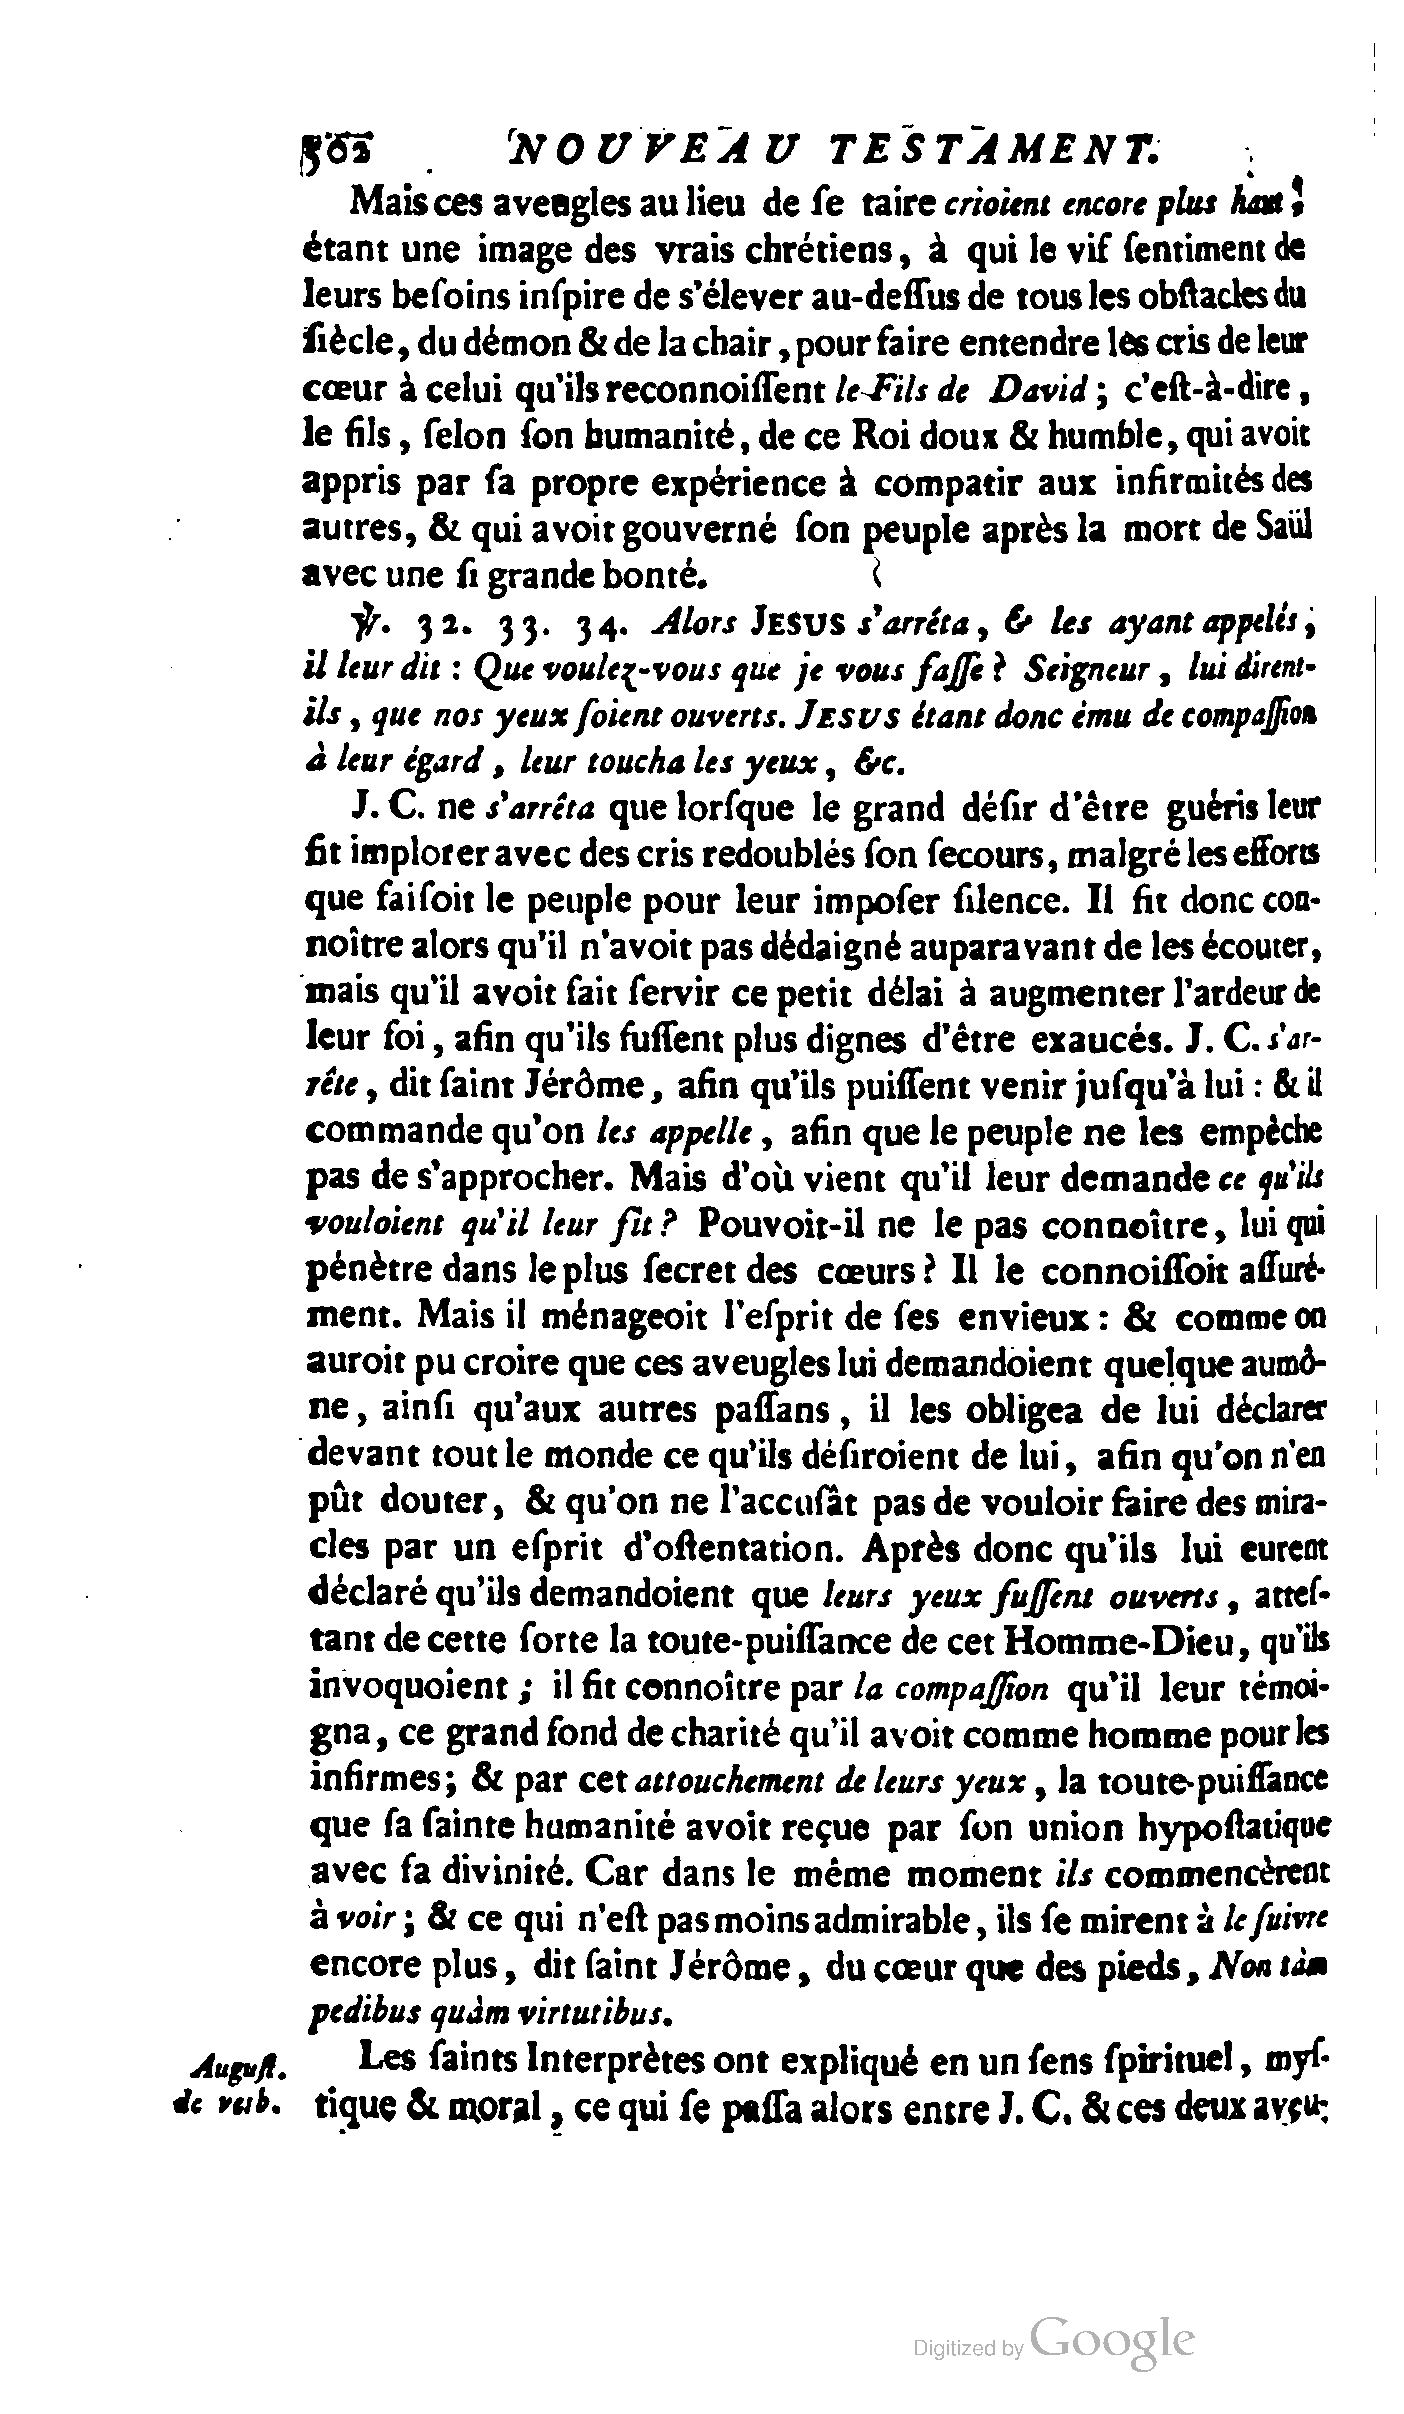 502 NOUVEAU TESTAMENT.
Mais ces aveugles au lieu de ſe taire crioient encore plus haut;
étant une image des vrais chrétiens, à qui le vif ſentiment de
leurs beſoins inſpire de s'élever au-deſſus de tous les obſtacles du
ſiècle, du démon & de la chair, pour faire entendre les cris de leur
cœur à celui qu'ils reconnoiſſent le Fils de David; c'eſt-à-dire,
le fils, ſelon ſon humanité, de ce Roi doux & humble, qui avoit
appris par ſa propre expérience à compatir aux infirmités des
autres, & qui avoit gouverné ſon peuple après la mort de Saül
avec une ſi grande bonté.
℣. 32. 33. 34. Alors JESUS s'arrêta, & les ayant appelés;
il leur dit : Que voulez-vous que je vous faſſe? Seigneur, lui dirent-
ils, que nos yeux ſoient ouverts. JESUS étant donc ému de compaſſion
à leur égard, leur toucha les yeux, &c.
J. C. ne s'arrêta que lorſque le grand déſir d'être guéris leur
fit implorer avec des cris redoublés ſon ſecours, malgré les efforts
que faiſoit le peuple pour leur impoſer ſilence. Il fit donc con-
noître alors qu'il n'avoit pas dédaigné auparavant de les écouter,
mais qu'il avoit fait ſervir ce petit délai à augmenter l'ardeur de
leur foi, afin qu'ils fuſſent plus dignes d'être exaucés. J. C. s'ar-
rête, dit ſaint Jérôme, afin qu'ils puiſſent venir juſqu'à lui : & il
commande qu'on les appelle, afin que le peuple ne les empêche
pas de s'approcher. Mais d'où vient qu'il leur demande ce qu'ils
vouloient qu'il leur fît? Pouvoit-il ne le pas connoître, lui qui
pénètre dans le plus ſecret des cœurs? Il le connoiſſoit aſſuré-
ment. Mais il ménageoit l'eſprit de ſes envieux : & comme on
auroit pu croire que ces aveugles lui demandoient quelque aumô-
ne, ainſi qu'aux autres paſſans, il les obligea de lui déclarer
devant tout le monde ce qu'ils déſiroient de lui, afin qu'on n'en
pût douter, & qu'on ne l'accuſât pas de vouloir faire des mira-
cles par un eſprit d'oſtentation. Après donc qu'ils lui eurent
déclaré qu'ils demandoient que leurs yeux fuſſent ouverts, atteſ-
tant de cette ſorte la toute-puiſſance de cet Homme-Dieu, qu'ils
invoquoient; il fit connoître par la compaſſion qu'il leur témoi-
gna, ce grand fond de charité qu'il avoit comme homme pour les
infirmes; & par cet attouchement de leurs yeux, la toute-puiſſance
que ſa ſainte humanité avoit reçue par ſon union hypoſtatique
avec ſa divinité. Car dans le même moment ils commencèrent
à voir; & ce qui n'eſt pas moins admirable, ils ſe mirent à le ſuivre
encore plus, dit ſaint Jérôme, du cœur que des pieds, Non tàm
pedibus quàm virtutibus.
Les ſaints Interprètes ont expliqué en un ſens ſpirituel, myſ-
Auguſt.
de verb.
tique & moral, ce qui ſe paſſa alors entre J. C. & ces deux aveu-
Digitized by Google